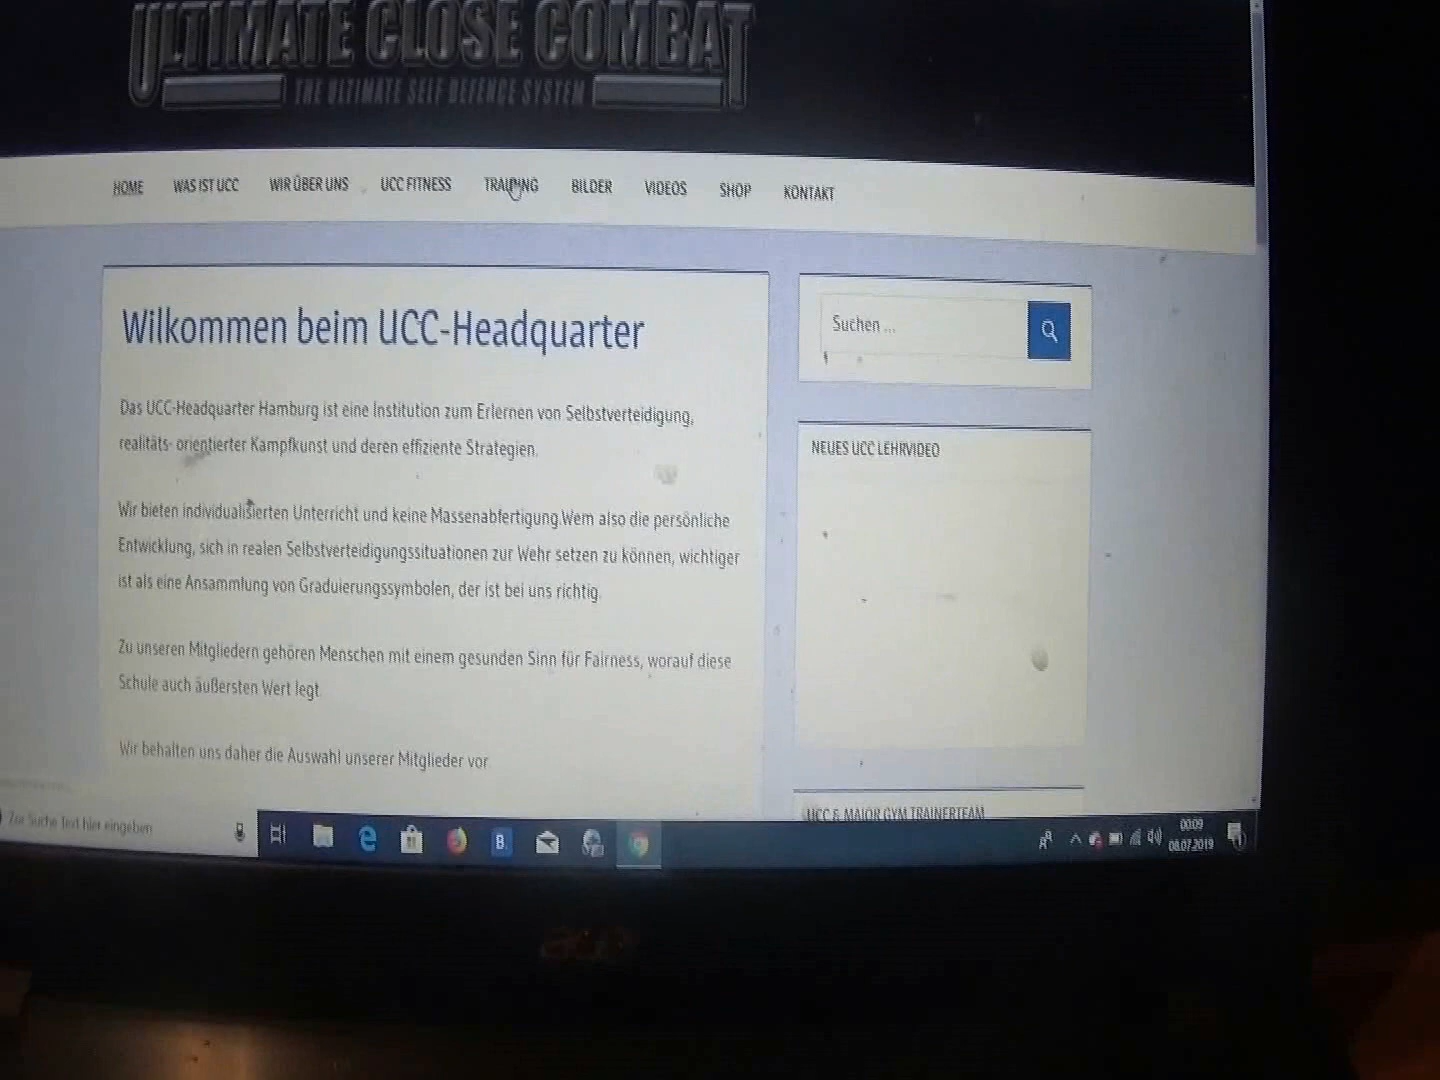 ULTIMATE CLOSE COMBAT
THE ULTIMATE SELF DEFENCE SYSTEM
HOME WAS IST UCC WIR ÜBER UNS UCC FITNESS TRAINING BILDER VIDEOS SHOP KONTAKT
Wilkommen beim UCC-Headquarter
Das UCC-Headquarter Hamburg ist eine Institution zum Erlernen von Selbstverteidigung,
realitäts- orientierter Kampfkunst und deren effiziente Strategien.
Wir bieten individualisierten Unterricht und keine Massenabfertigung.Wem also die persönliche
Entwicklung, sich in realen Selbstverteidigungssituationen zur Wehr setzen zu können, wichtiger
ist als eine Ansammlung von Graduierungssymbolen, der ist bei uns richtig.
Zu unseren Mitgliedern gehören Menschen mit einem gesunden Sinn für Fairness, worauf diese
Schule auch äußersten Wert legt.
Wir behalten uns daher die Auswahl unserer Mitglieder vor.
Suchen ...
NEUES UCC LEHRVIDEO
UCC & MAJOR GYM TRAINERTEAM
Zur Suche Text hier eingeben
B.
00:09
08.07.2019
1